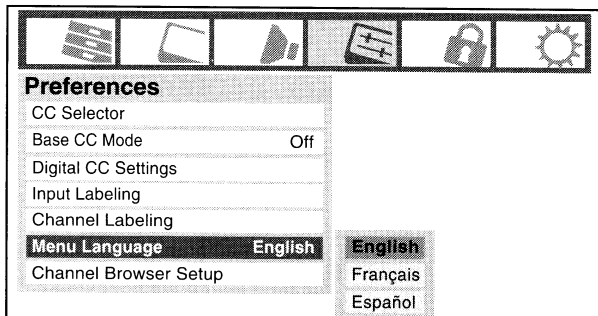 Preferences
CC Selector
Base CC Mode Off
Digital CC Settings
Input Labeling
Channel Labeling
Menu Language English
Channel Browser Setup
English
Français
Español